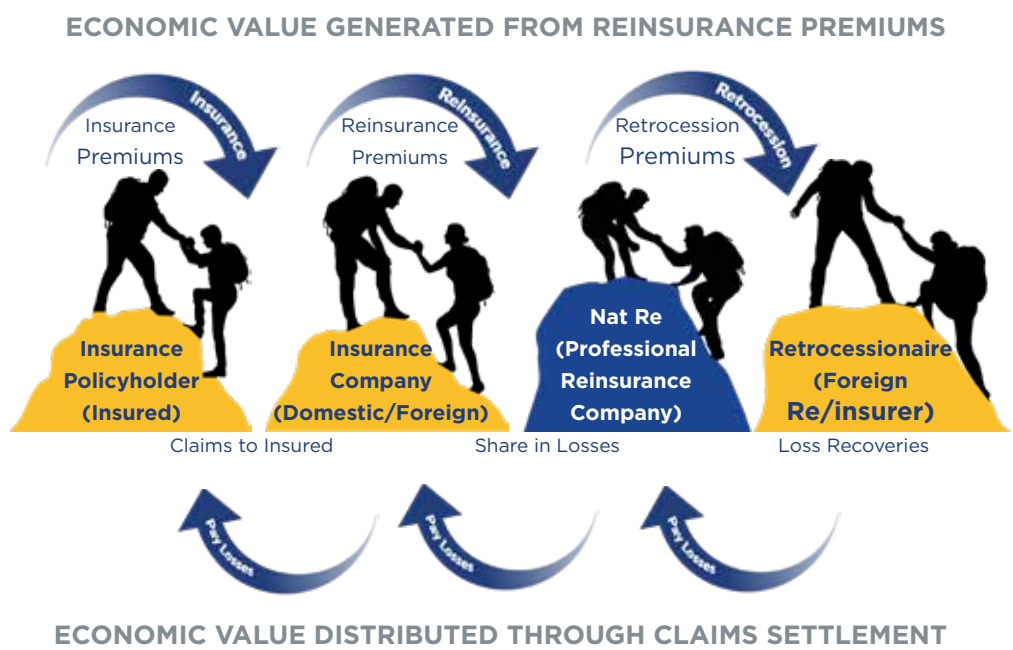 ECONOMIC VALUE GENERATED FROM REINSURANCE PREMIUMS
Insurance
Insurance
Premiums
Reinsurance
Reinsurance
Premiums
Retrocession
Retrocession
Premiums
Insurance
Policyholder
(Insured)
Insurance
Company
(Domestic/Foreign)
Nat Re
(Professional
Reinsurance
Company)
Retrocessionaire
(Foreign
Re/insurer)
Claims to Insured
Share in Losses
Loss Recoveries
Pay Losses
Pay Losses
Pay Losses
ECONOMIC VALUE DISTRIBUTED THROUGH CLAIMS SETTLEMENT